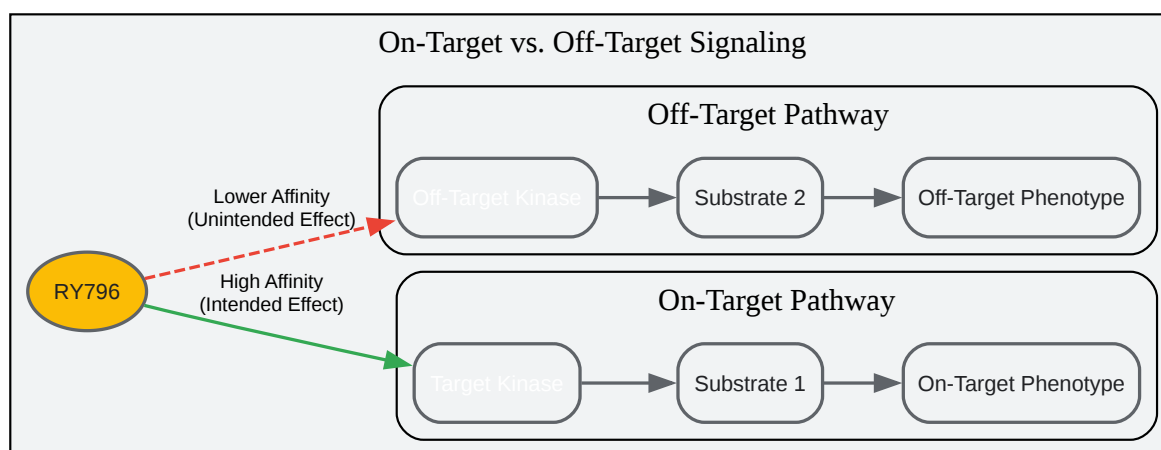 On-Target vs. Off-Target Signaling
Off-Target Pathway
Off-Target Kinase
Substrate 2
Off-Target Phenotype
Lower Affinity
(Unintended Effect)
RY796
High Affinity
(Intended Effect)
On-Target Pathway
Target Kinase
Substrate 1
On-Target Phenotype